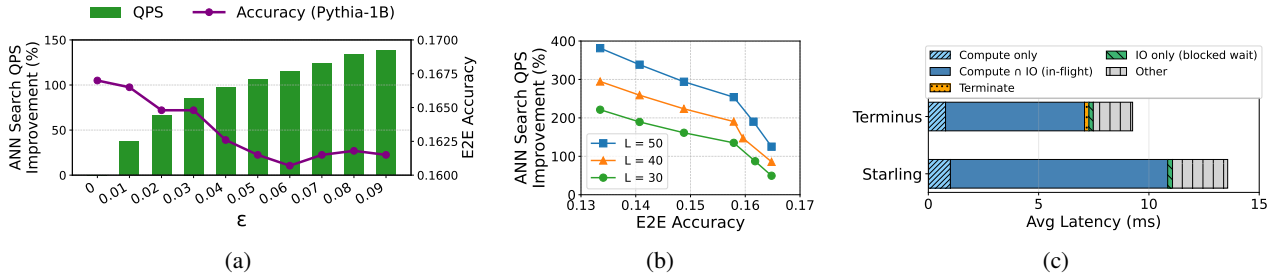 QPS
Accuracy (Pythia-1B)
ANN Search QPS
Improvement (%)
150
100
50
0
0.1700
0.1675
0.1650
0.1625
0.1600
E2E Accuracy
0 0.01 0.02 0.03 0.04 0.05 0.06 0.07 0.08 0.09
ε
(a)
ANN Search QPS
Improvement (%)
400
300
200
100
0
L = 50
L = 40
L = 30
0.13 0.14 0.15 0.16 0.17
E2E Accuracy
(b)
Compute only
Compute ∩ IO (in-flight)
Terminate
IO only (blocked wait)
Other
Terminus
Starling
0 5 10 15
Avg Latency (ms)
(c)